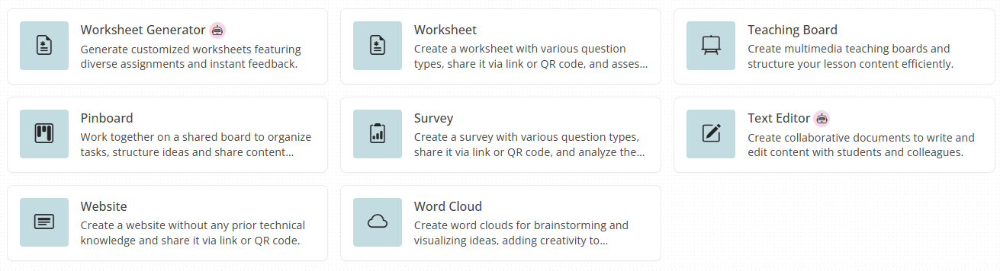 Worksheet Generator
Generate customized worksheets featuring
diverse assignments and instant feedback.
Worksheet
Create a worksheet with various question
types, share it via link or QR code, and asses...
Teaching Board
Create multimedia teaching boards and
structure your lesson content efficiently.
Pinboard
Work together on a shared board to organize
tasks, structure ideas and share content...
Survey
Create a survey with various question types,
share it via link or QR code, and analyze the...
Text Editor
Create collaborative documents to write and
edit content with students and colleagues.
Website
Create a website without any prior technical
knowledge and share it via link or QR code.
Word Cloud
Create word clouds for brainstorming and
visualizing ideas, adding creativity to...